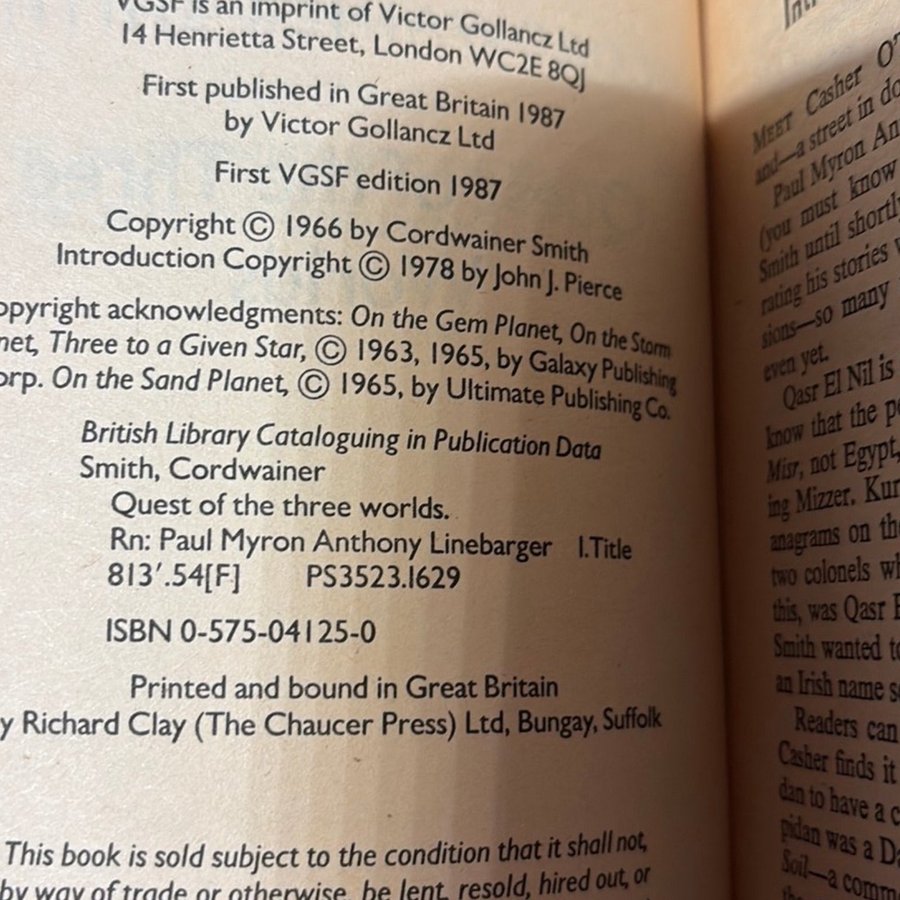 VGSF is an imprint of Victor Gollancz Ltd
14 Henrietta Street, London WC2E 8QJ
First published in Great Britain 1987
by Victor Gollancz Ltd
First VGSF edition 1987
Copyright © 1966 by Cordwainer Smith
Introduction Copyright © 1978 by John J. Pierce
opyright acknowledgments: On the Gem Planet, On the Storm
net, Three to a Given Star, © 1963, 1965, by Galaxy Publishing
orp. On the Sand Planet, © 1965, by Ultimate Publishing Co.
British Library Cataloguing in Publication Data
Smith, Cordwainer
Quest of the three worlds.
Rn: Paul Myron Anthony Linebarger I.Title
813'.54[F] PS3523.I629
ISBN 0-575-04125-0
Printed and bound in Great Britain
y Richard Clay (The Chaucer Press) Ltd, Bungay, Suffolk
This book is sold subject to the condition that it shall not,
by way of trade or otherwise, be lent, resold, hired out, or
MEET Casher O'
and—a street in do
Paul Myron An
(you must know
Smith until shortly
rating his stories
sions—so many
even yet.
Qasr El Nil is
know that the p
Misr, not Egypt,
ing Mizzer. Kur
anagrams on the
two colonels w
this, was Qasr
Smith wanted to
an Irish name s
Readers can
Casher finds it
dan to have a c
pidan was a Da
Soil—a comm